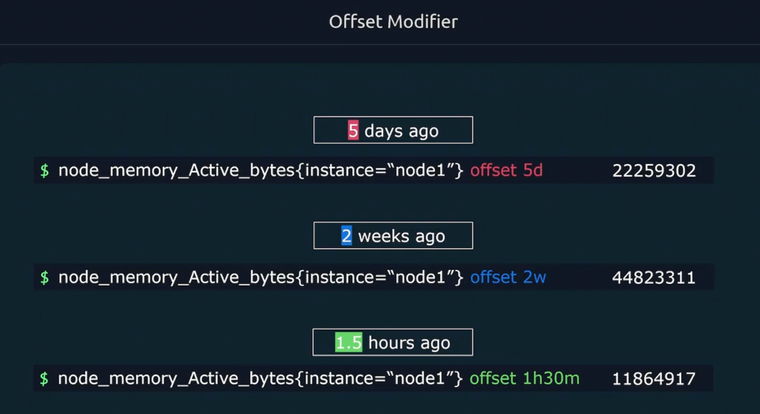 Offset Modifier
5 days ago
$ node_memory_Active_bytes{instance=“node1”} offset 5d 22259302
2 weeks ago
$ node_memory_Active_bytes{instance=“node1”} offset 2w 44823311
1.5 hours ago
$ node_memory_Active_bytes{instance=“node1”} offset 1h30m 11864917